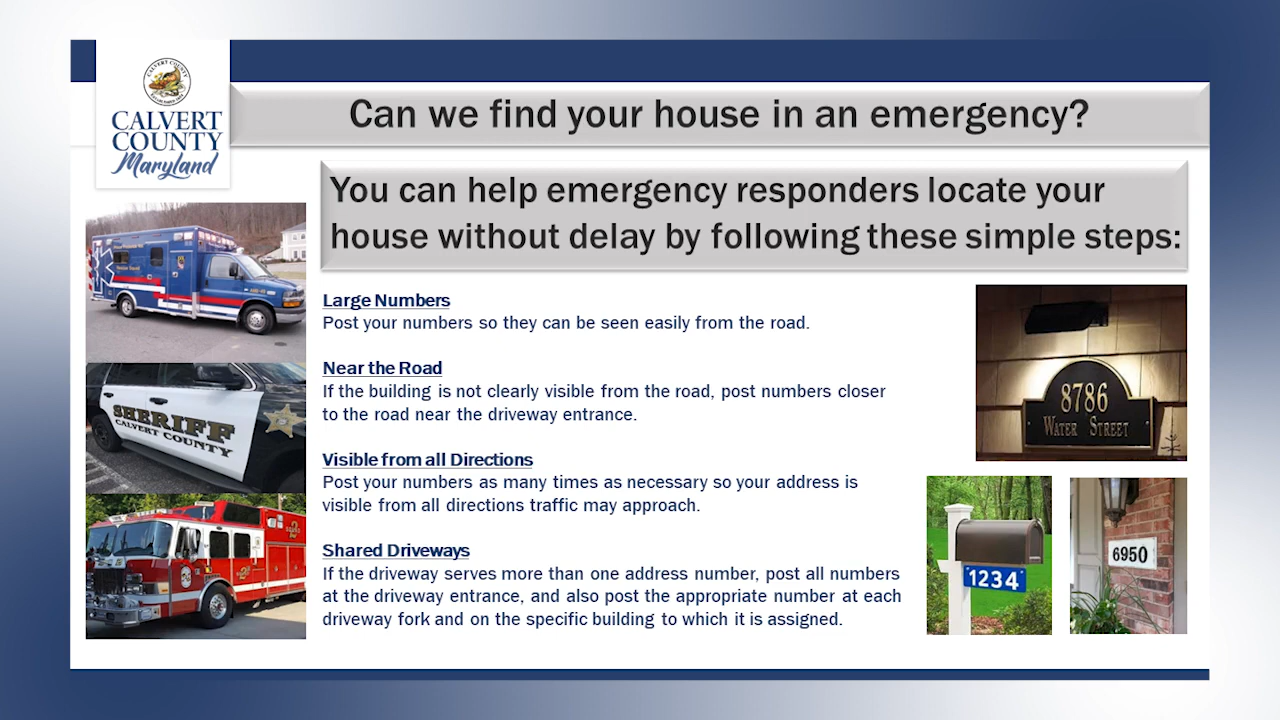 CALVERT COUNTY
CALVERT
COUNTY
Maryland
Can we find your house in an emergency?
You can help emergency responders locate your
house without delay by following these simple steps:
Large Numbers
Post your numbers so they can be seen easily from the road.
Near the Road
If the building is not clearly visible from the road, post numbers closer
to the road near the driveway entrance.
Visible from all Directions
Post your numbers as many times as necessary so your address is
visible from all directions traffic may approach.
Shared Driveways
If the driveway serves more than one address number, post all numbers
at the driveway entrance, and also post the appropriate number at each
driveway fork and on the specific building to which it is assigned.
SHERIFF
CALVERT COUNTY
8786
WATER STREET
1234
6950